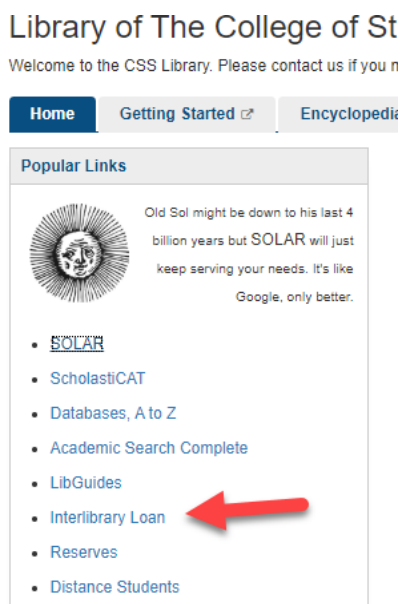 Library of The College of St
Welcome to the CSS Library. Please contact us if you
Home
Getting Started
Encyclopedia
Popular Links
Old Sol might be down to his last 4
billion years but SOLAR will just
keep serving your needs. It's like
Google, only better.
SOLAR
ScholastiCAT
Databases, A to Z
Academic Search Complete
LibGuides
Interlibrary Loan
Reserves
Distance Students